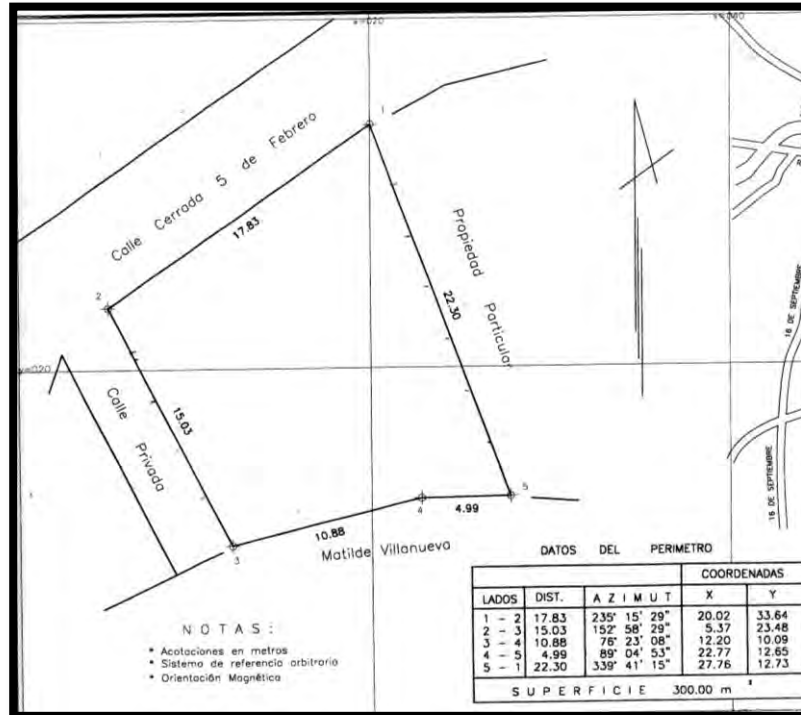 x=020
x=040
1
Calle Cerrada 5 de Febrero
17.83
Propiedad Particular
22.30
2
y=020
Calle Privada
15.03
16 DE SEPTIEMBRE
16 DE SEPTIEMBRE
5
4
4.99
10.88
3
Matilde Villanueva
DATOS DEL PERIMETRO
COORDENADAS
LADOS DIST. A Z I M U T X Y
1 - 2 17.83 235° 15' 29" 20.02 33.64
2 - 3 15.03 152° 58' 29" 5.37 23.48
3 - 4 10.88 76° 23' 08" 12.20 10.09
4 - 5 4.99 89° 04' 53" 22.77 12.65
5 - 1 22.30 339° 41' 15" 27.76 12.73
S U P E R F I C I E 300.00 m ²
N O T A S :
* Acotaciones en metros
* Sistema de referencia arbitrario
* Orientación Magnética